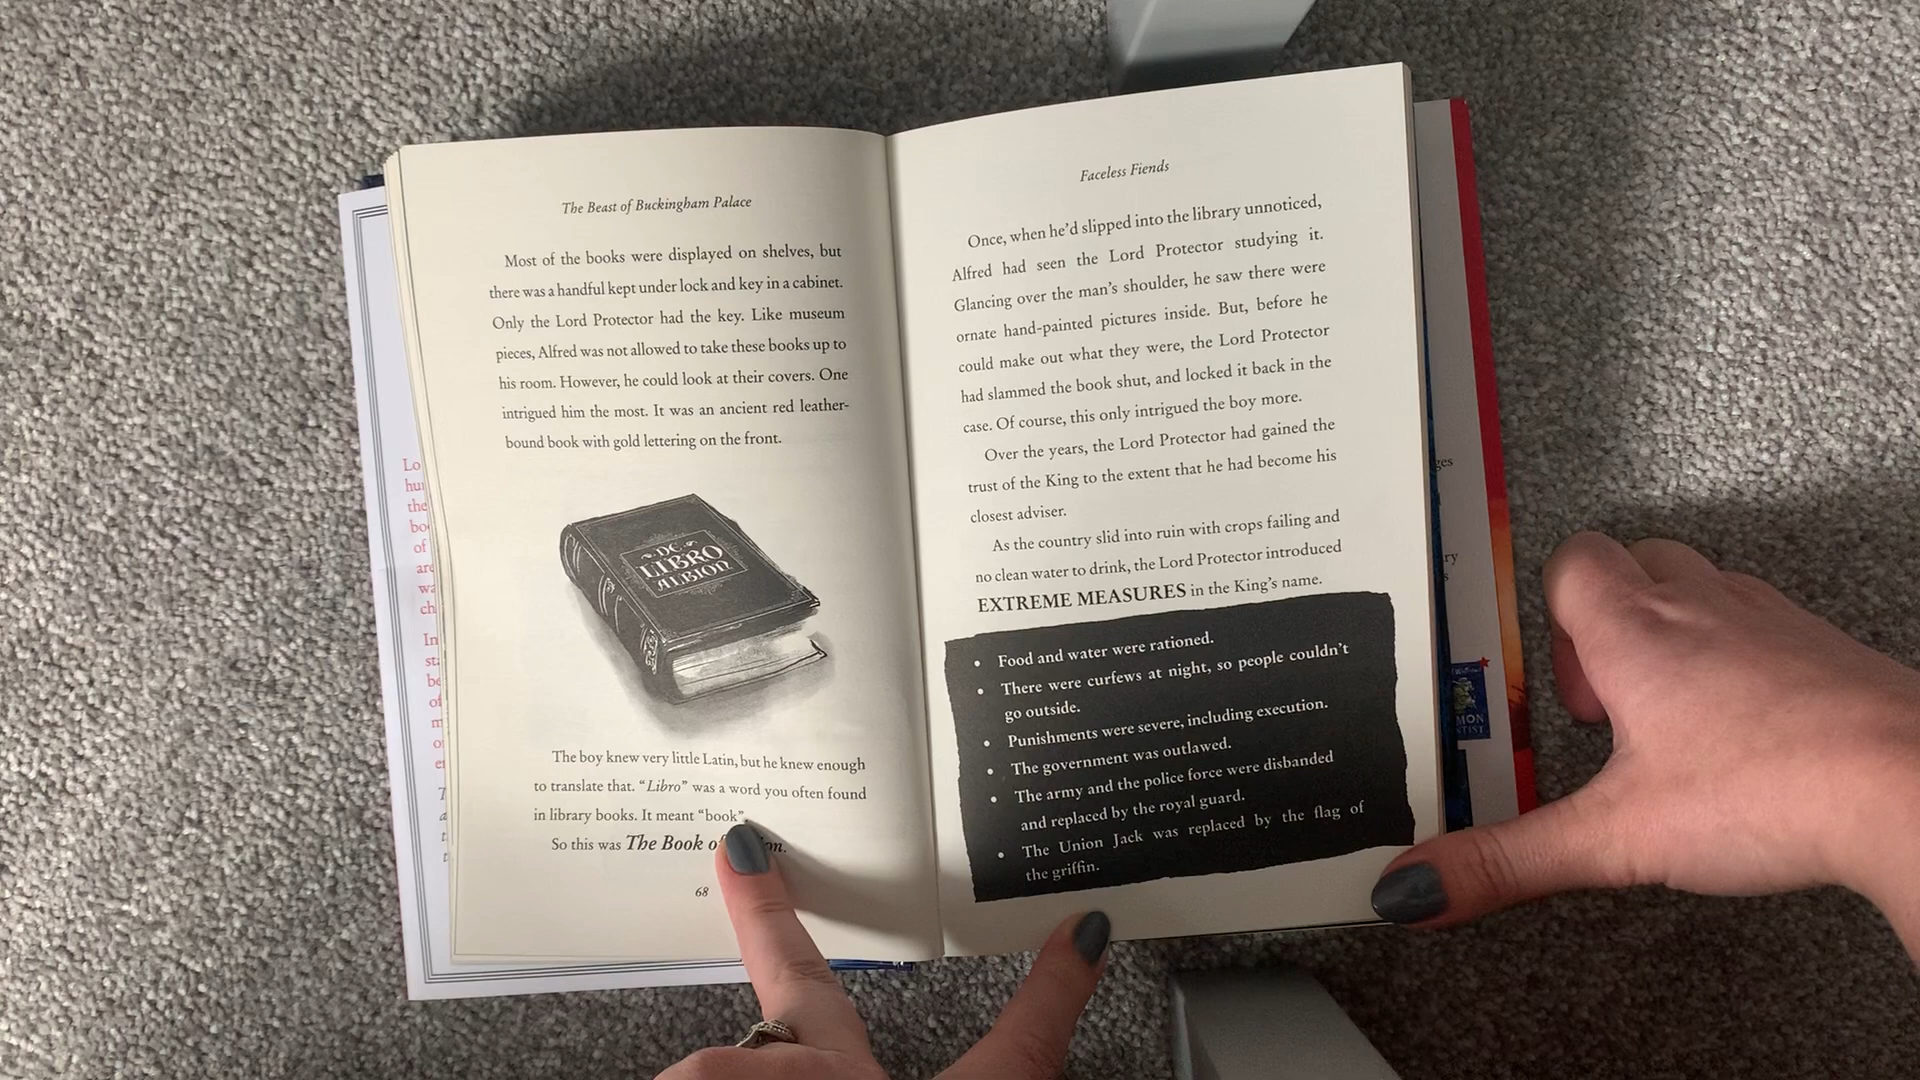 The Beast of Buckingham Palace
Most of the books were displayed on shelves, but
there was a handful kept under lock and key in a cabinet.
Only the Lord Protector had the key. Like museum
pieces, Alfred was not allowed to take these books up to
his room. However, he could look at their covers. One
intrigued him the most. It was an ancient red leather-
bound book with gold lettering on the front.
DC
LIBRO
ALBION
The boy knew very little Latin, but he knew enough
to translate that. “Libro” was a word you often found
in library books. It meant “book”.
So this was The Book
68
Faceless Fiends
Once, when he’d slipped into the library unnoticed,
Alfred had seen the Lord Protector studying it.
Glancing over the man’s shoulder, he saw there were
ornate hand-painted pictures inside. But, before he
could make out what they were, the Lord Protector
had slammed the book shut, and locked it back in the
case. Of course, this only intrigued the boy more.
Over the years, the Lord Protector had gained the
trust of the King to the extent that he had become his
closest adviser.
As the country slid into ruin with crops failing and
no clean water to drink, the Lord Protector introduced
EXTREME MEASURES in the King’s name.
• Food and water were rationed.
• There were curfews at night, so people couldn’t
go outside.
• Punishments were severe, including execution.
• The government was outlawed.
• The army and the police force were disbanded
and replaced by the royal guard.
• The Union Jack was replaced by the flag of
the griffin.